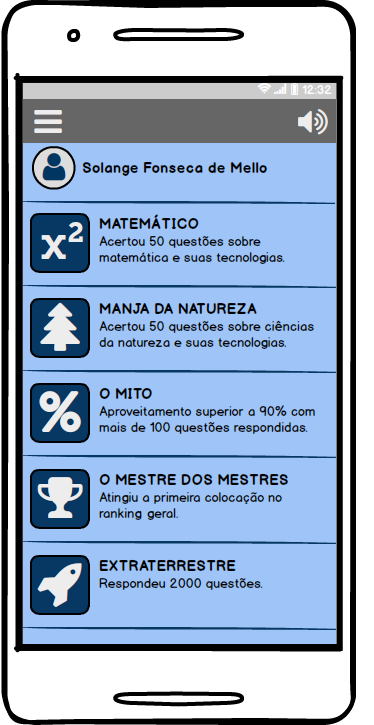 12:32
Solange Fonseca de Mello
x²
MATEMÁTICO
Acertou 50 questões sobre
matemática e suas tecnologias.
MANJA DA NATUREZA
Acertou 50 questões sobre ciências
da natureza e suas tecnologias.
%
O MITO
Aproveitamento superior a 90% com
mais de 100 questões respondidas.
O MESTRE DOS MESTRES
Atingiu a primeira colocação no
ranking geral.
EXTRATERRESTRE
Respondeu 2000 questões.